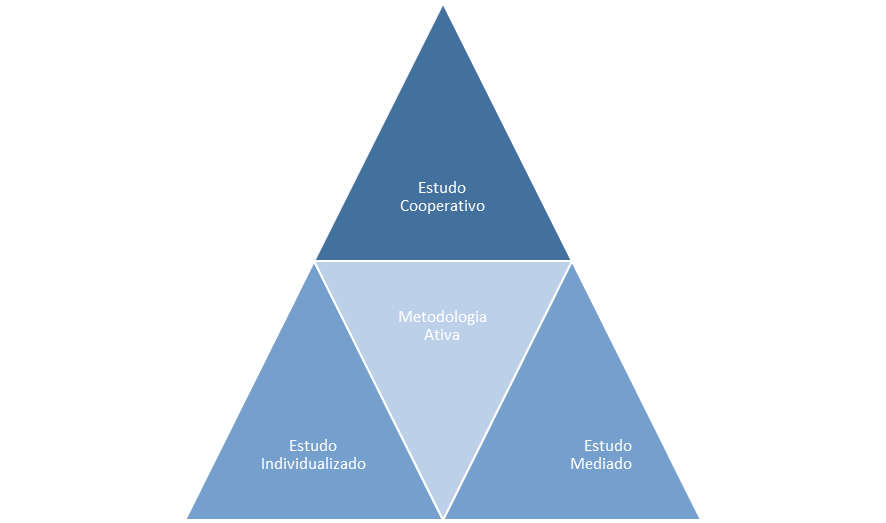 Estudo
Cooperativo
Metodologia
Ativa
Estudo
Individualizado
Estudo
Mediado